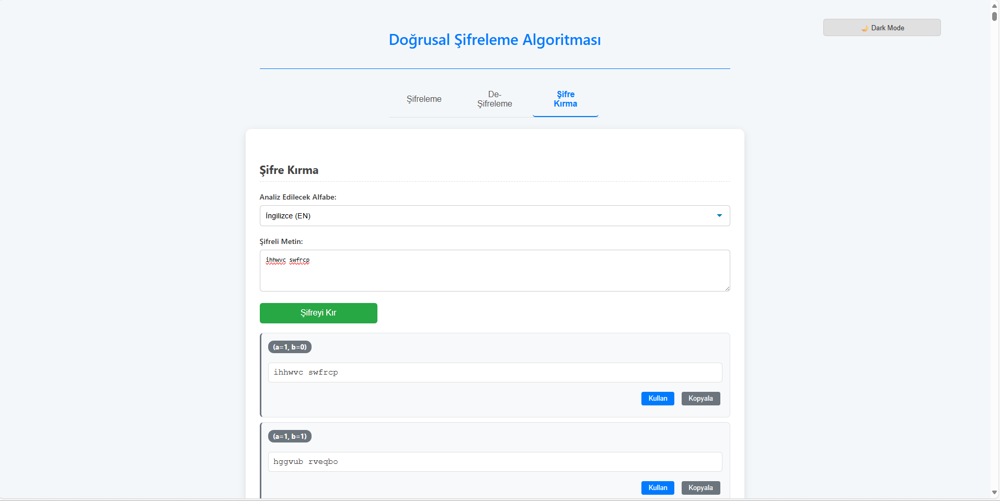 🌙 Dark Mode
Doğrusal Şifreleme Algoritması
Şifreleme
De-
Şifreleme
Şifre
Kırma
Şifre Kırma
Analiz Edilecek Alfabe:
İngilizce (EN)
Şifreli Metin:
ihhwvc swfrcp
Şifreyi Kır
(a=1, b=0)
ihhwvc swfrcp
Kullan Kopyala
(a=1, b=1)
hggvub rveqbo
Kullan Kopyala